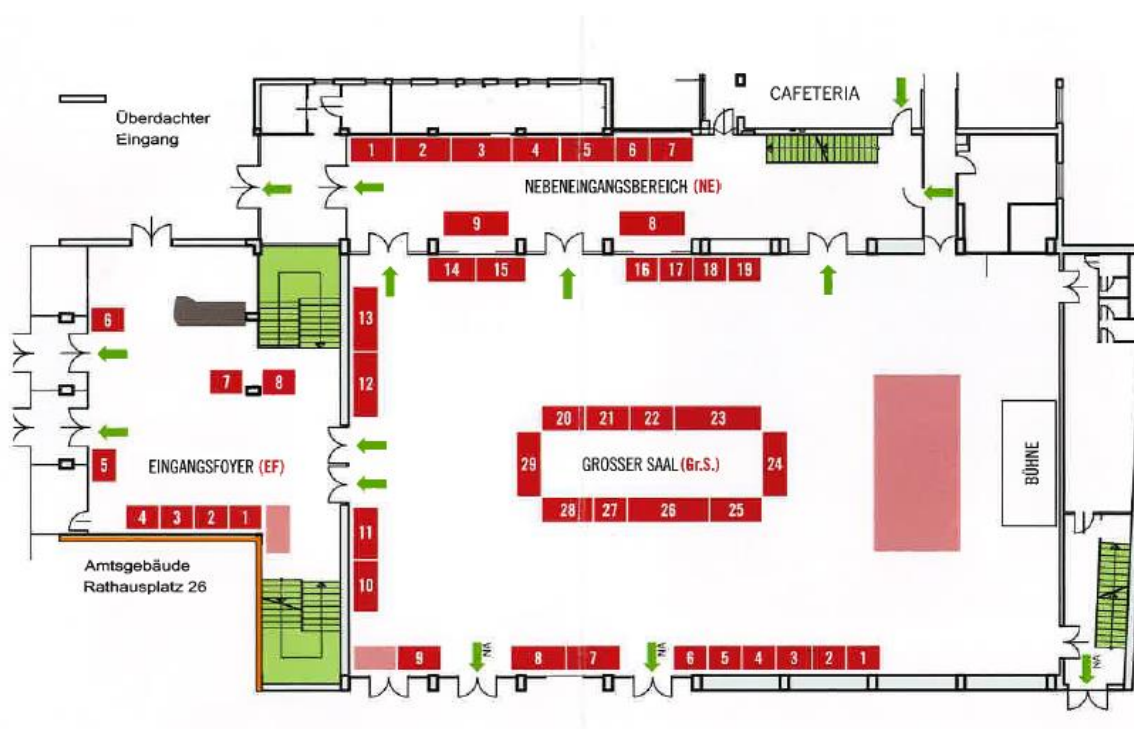 CAFETERIA
Überdachter
Eingang
1 2 3 4 5 6 7
NEBENEINGANGSBEREICH (NE)
9 8
14 15 16 17 18 19
13
12
6
7 8
20 21 22 23
29 GROSSER SAAL (Gr.S.) 24
28 27 26 25
BÜHNE
5 EINGANGSFOYER (EF)
4 3 2 1
11
10
Amtsgebäude
Rathausplatz 26
9 NA 8 7 NA 6 5 4 3 2 1 NA